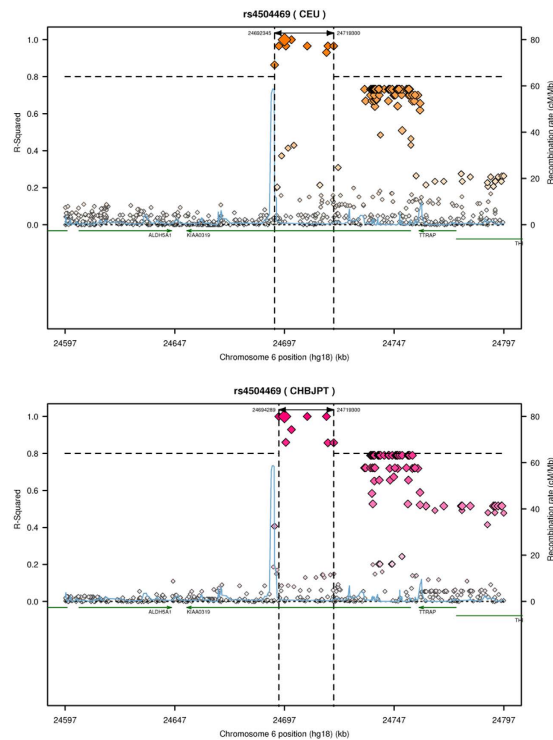 rs4504469 ( CEU )
24692345 24719300
1.0 80
0.8 60
0.6 40
0.4
0.2 20
0.0 0
R-Squared
Recombination rate (cM/Mb)
ALDH5A1 KIAA0319 TTRAP TH
24597 24647 24697 24747 24797
Chromosome 6 position (hg18) (kb)
rs4504469 ( CHBJPT )
24694289 24719300
1.0 80
0.8 60
0.6 40
0.4
0.2 20
0.0 0
R-Squared
Recombination rate (cM/Mb)
ALDH5A1 KIAA0319 TTRAP TH
24597 24647 24697 24747 24797
Chromosome 6 position (hg18) (kb)